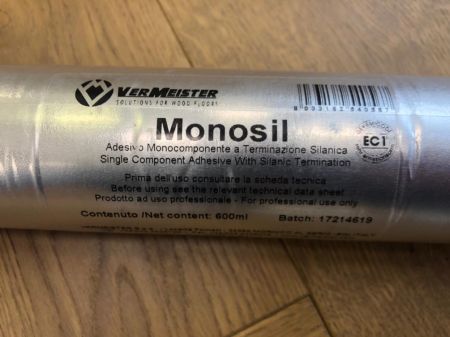 VERMEISTER
SOLUTIONS FOR WOOD FLOORS
Monosil
Adesivo Monocomponente a Terminazione Silanica
Single Component Adhesive With Silanic Termination
EC1
Prima dell'uso consultare la scheda tecnica
Before using see the relevant technical data sheet
Prodotto ad uso professionale - For professional use only
Contenuto /Net content: 600ml
Batch: 17214619